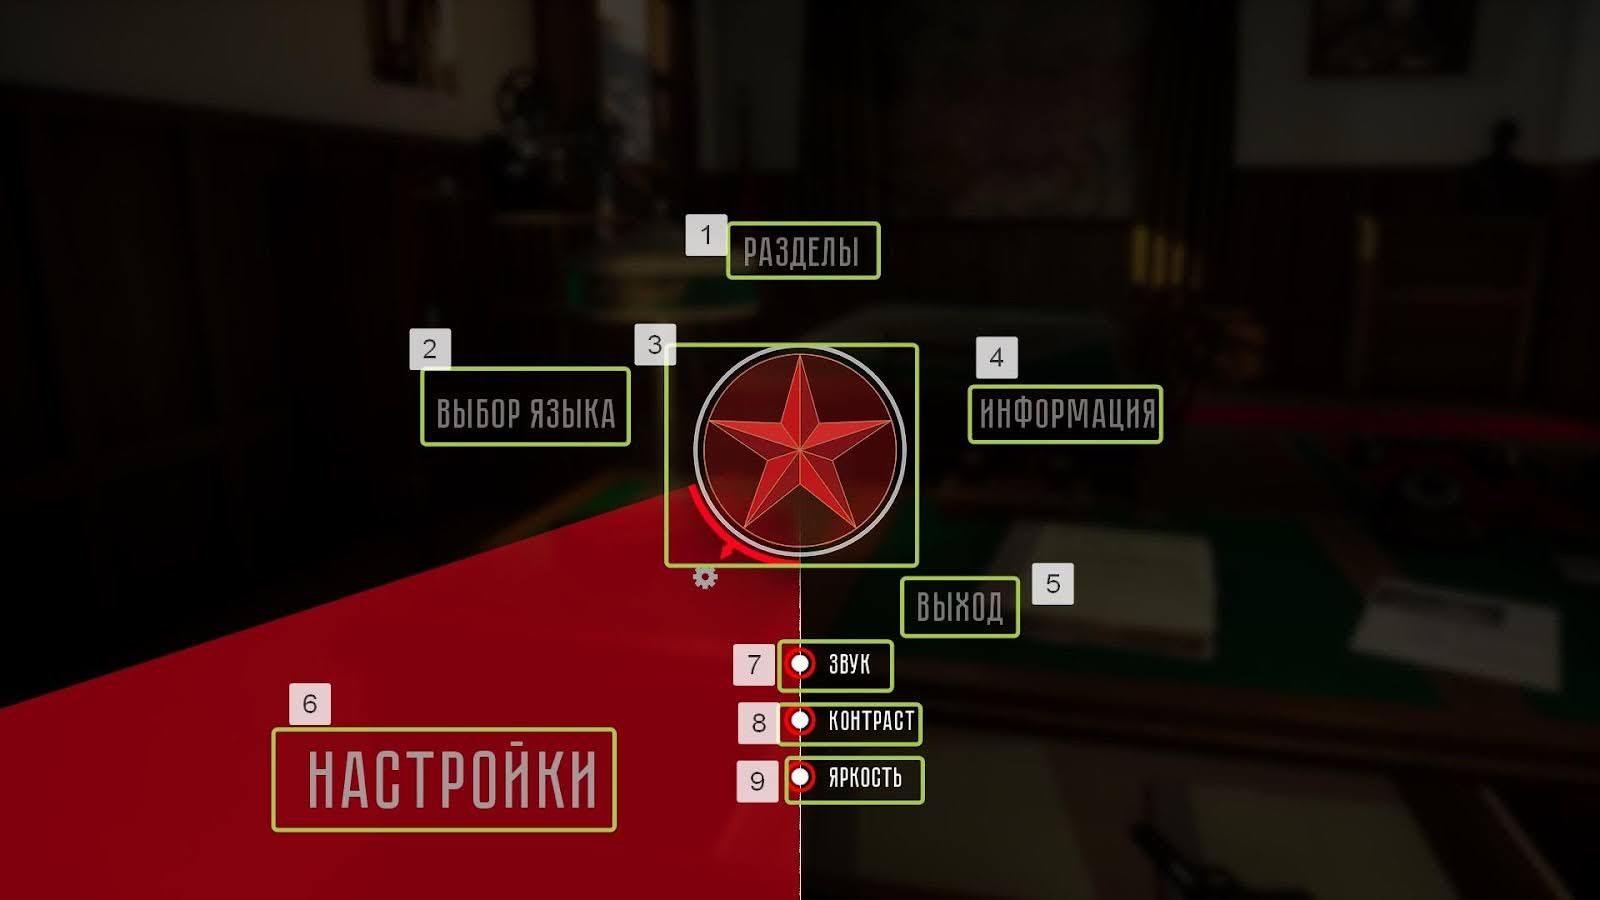 1
РАЗДЕЛЫ
2
ВЫБОР ЯЗЫКА
3
4
ИНФОРМАЦИЯ
5
ВЫХОД
6
НАСТРОЙКИ
7
ЗВУК
8
КОНТРАСТ
9
ЯРКОСТЬ